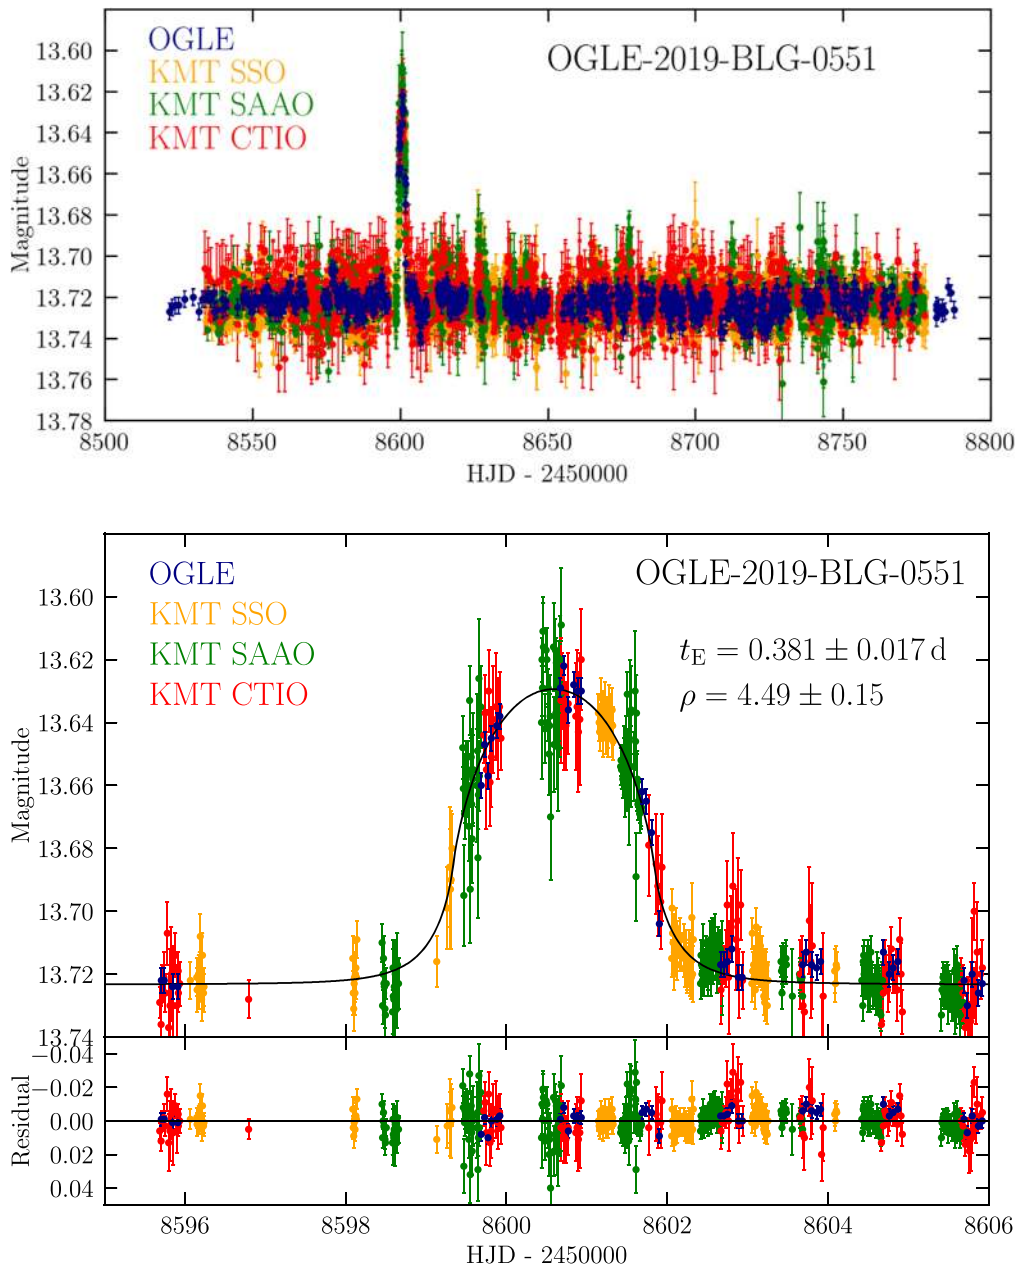 OGLE
KMT SSO
KMT SAAO
KMT CTIO
OGLE-2019-BLG-0551
Magnitude
13.60
13.62
13.64
13.66
13.68
13.70
13.72
13.74
13.76
13.78
8500
8550
8600
8650
8700
8750
8800
HJD - 2450000
OGLE
KMT SSO
KMT SAAO
KMT CTIO
OGLE-2019-BLG-0551
t_E = 0.381 ± 0.017 d
ρ = 4.49 ± 0.15
Magnitude
13.60
13.62
13.64
13.66
13.68
13.70
13.72
13.74
Residual
−0.04
−0.02
0.00
0.02
0.04
8596
8598
8600
8602
8604
8606
HJD - 2450000